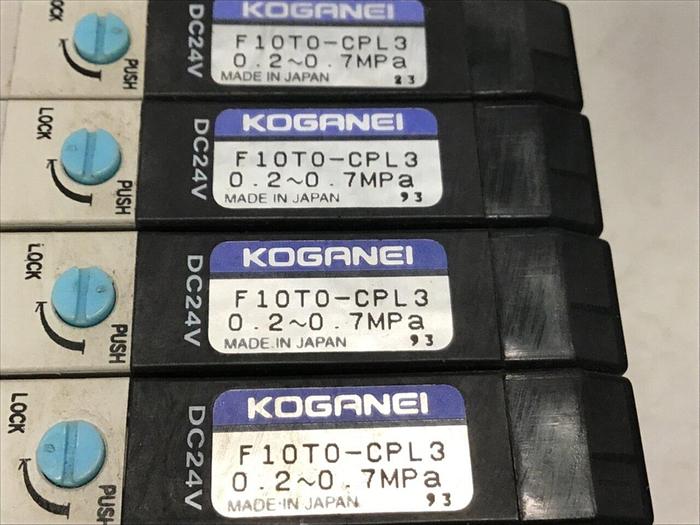 LOCK
PUSH
DC24V
KOGANEI
F10T0-CPL3
0.2~0.7MPa
MADE IN JAPAN 23
LOCK
PUSH
DC24V
KOGANEI
F10T0-CPL3
0.2~0.7MPa
MADE IN JAPAN 93
LOCK
PUSH
DC24V
KOGANEI
F10T0-CPL3
0.2~0.7MPa
MADE IN JAPAN 93
LOCK
PUSH
DC24V
KOGANEI
F10T0-CPL3
0.2~0.7MPa
MADE IN JAPAN 93